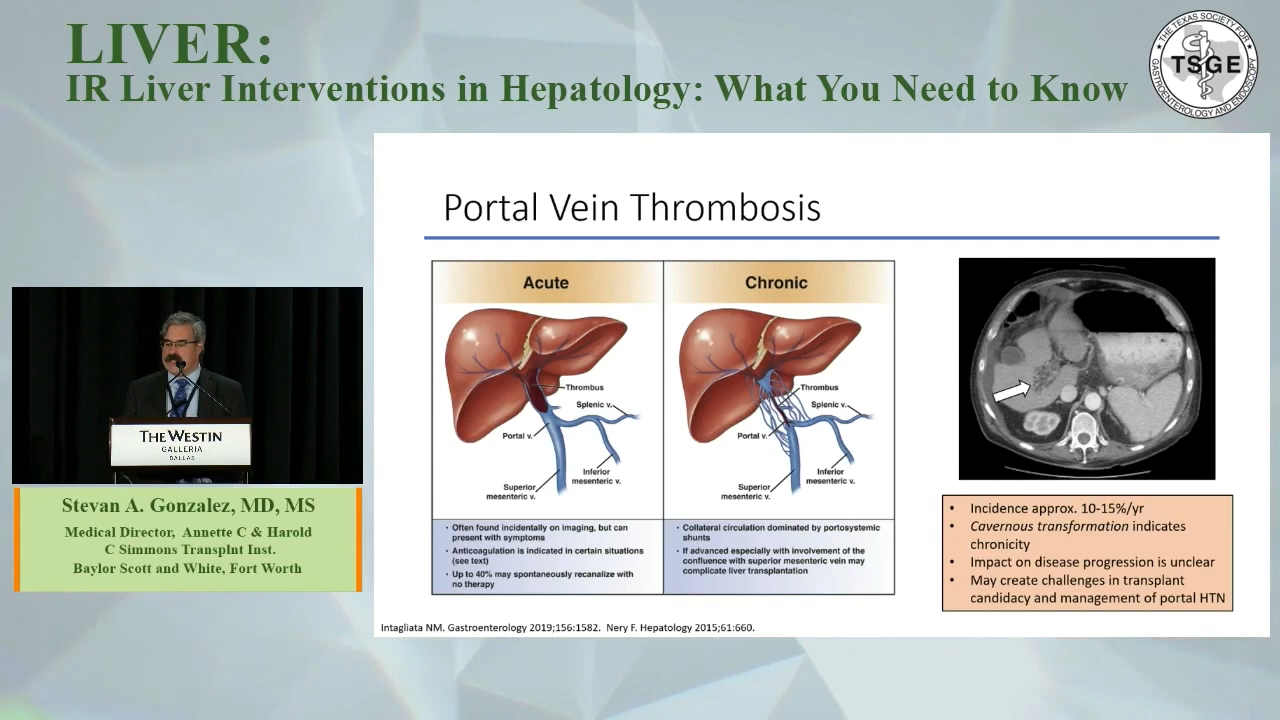 LIVER:
IR Liver Interventions in Hepatology: What You Need to Know
THE TEXAS SOCIETY FOR
TSGE
GASTROENTEROLOGY AND ENDOSCOPY
Portal Vein Thrombosis
Acute
Chronic
Thrombus
Splenic v.
Portal v.
Inferior
mesenteric v.
Superior
mesenteric v.
Thrombus
Splenic v.
Portal v.
Inferior
mesenteric v.
Superior
mesenteric v.
• Often found incidentally on imaging, but can
present with symptoms
• Anticoagulation is indicated in certain situations
(see text)
• Up to 40% may spontaneously recanalize with
no therapy
• Collateral circulation dominated by portosystemic
shunts
• If advanced especially with involvement of the
confluence with superior mesenteric vein may
complicate liver transplantation
• Incidence approx. 10-15%/yr
• Cavernous transformation indicates
chronicity
• Impact on disease progression is unclear
• May create challenges in transplant
candidacy and management of portal HTN
Intagliata NM. Gastroenterology 2019;156:1582. Nery F. Hepatology 2015;61:660.
THE WESTIN
GALLERIA
DALLAS
Stevan A. Gonzalez, MD, MS
Medical Director, Annette C & Harold
C Simmons Transplnt Inst.
Baylor Scott and White, Fort Worth